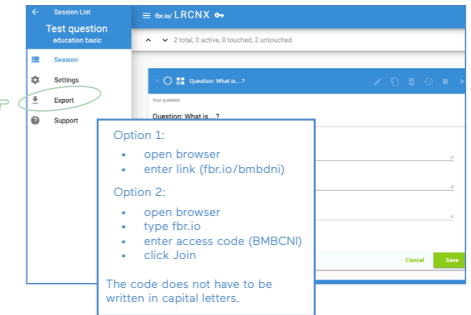 ← Session List
Test question
education basic
Session
Settings
Export
Support
fbr.io/ LRCNX
2 total, 0 active, 0 touched, 2 untouched
Question: What is...?
Your question
Question: What is...?
Cancel Save
Option 1:
• open browser
• enter link (fbr.io/bmbdni)
Option 2:
• open browser
• type fbr.io
• enter access code (BMBCNI)
• click Join
The code does not have to be
written in capital letters.